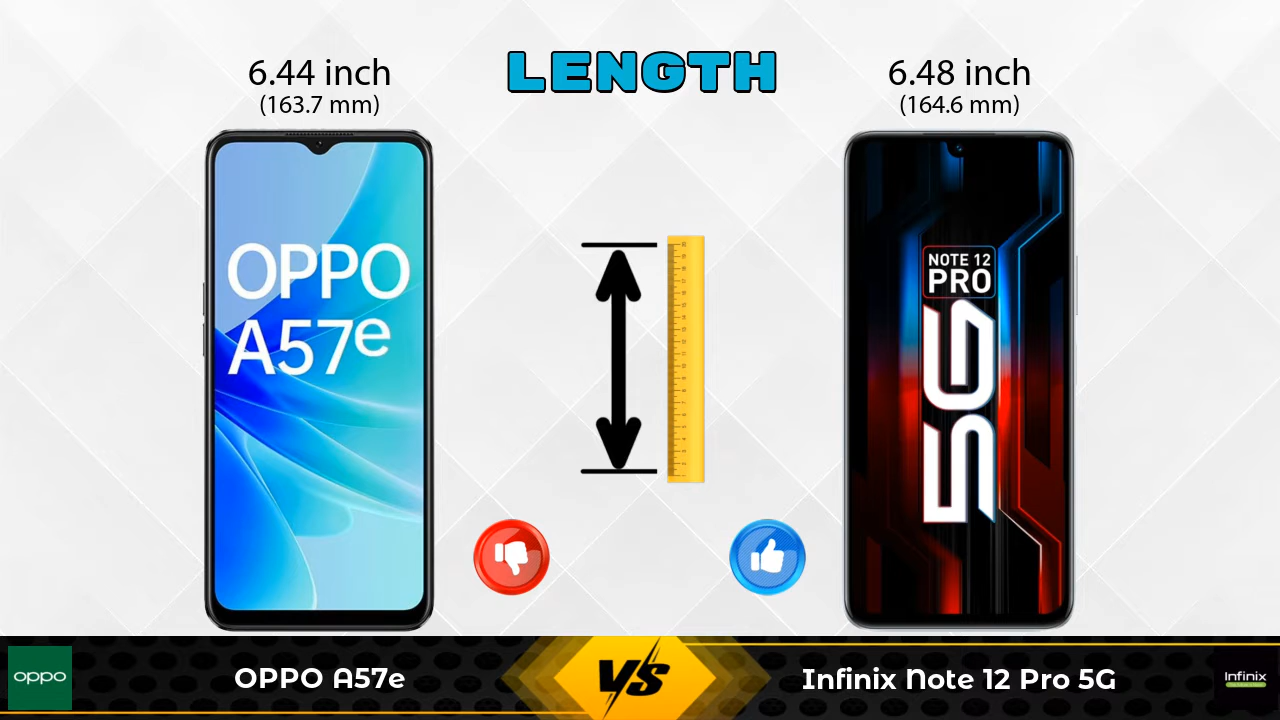 LENGTH
6.44 inch
(163.7 mm)
6.48 inch
(164.6 mm)
OPPO
A57e
NOTE 12
PRO
5G
oppo
OPPO A57e
VS
Infinix Note 12 Pro 5G
Infinix